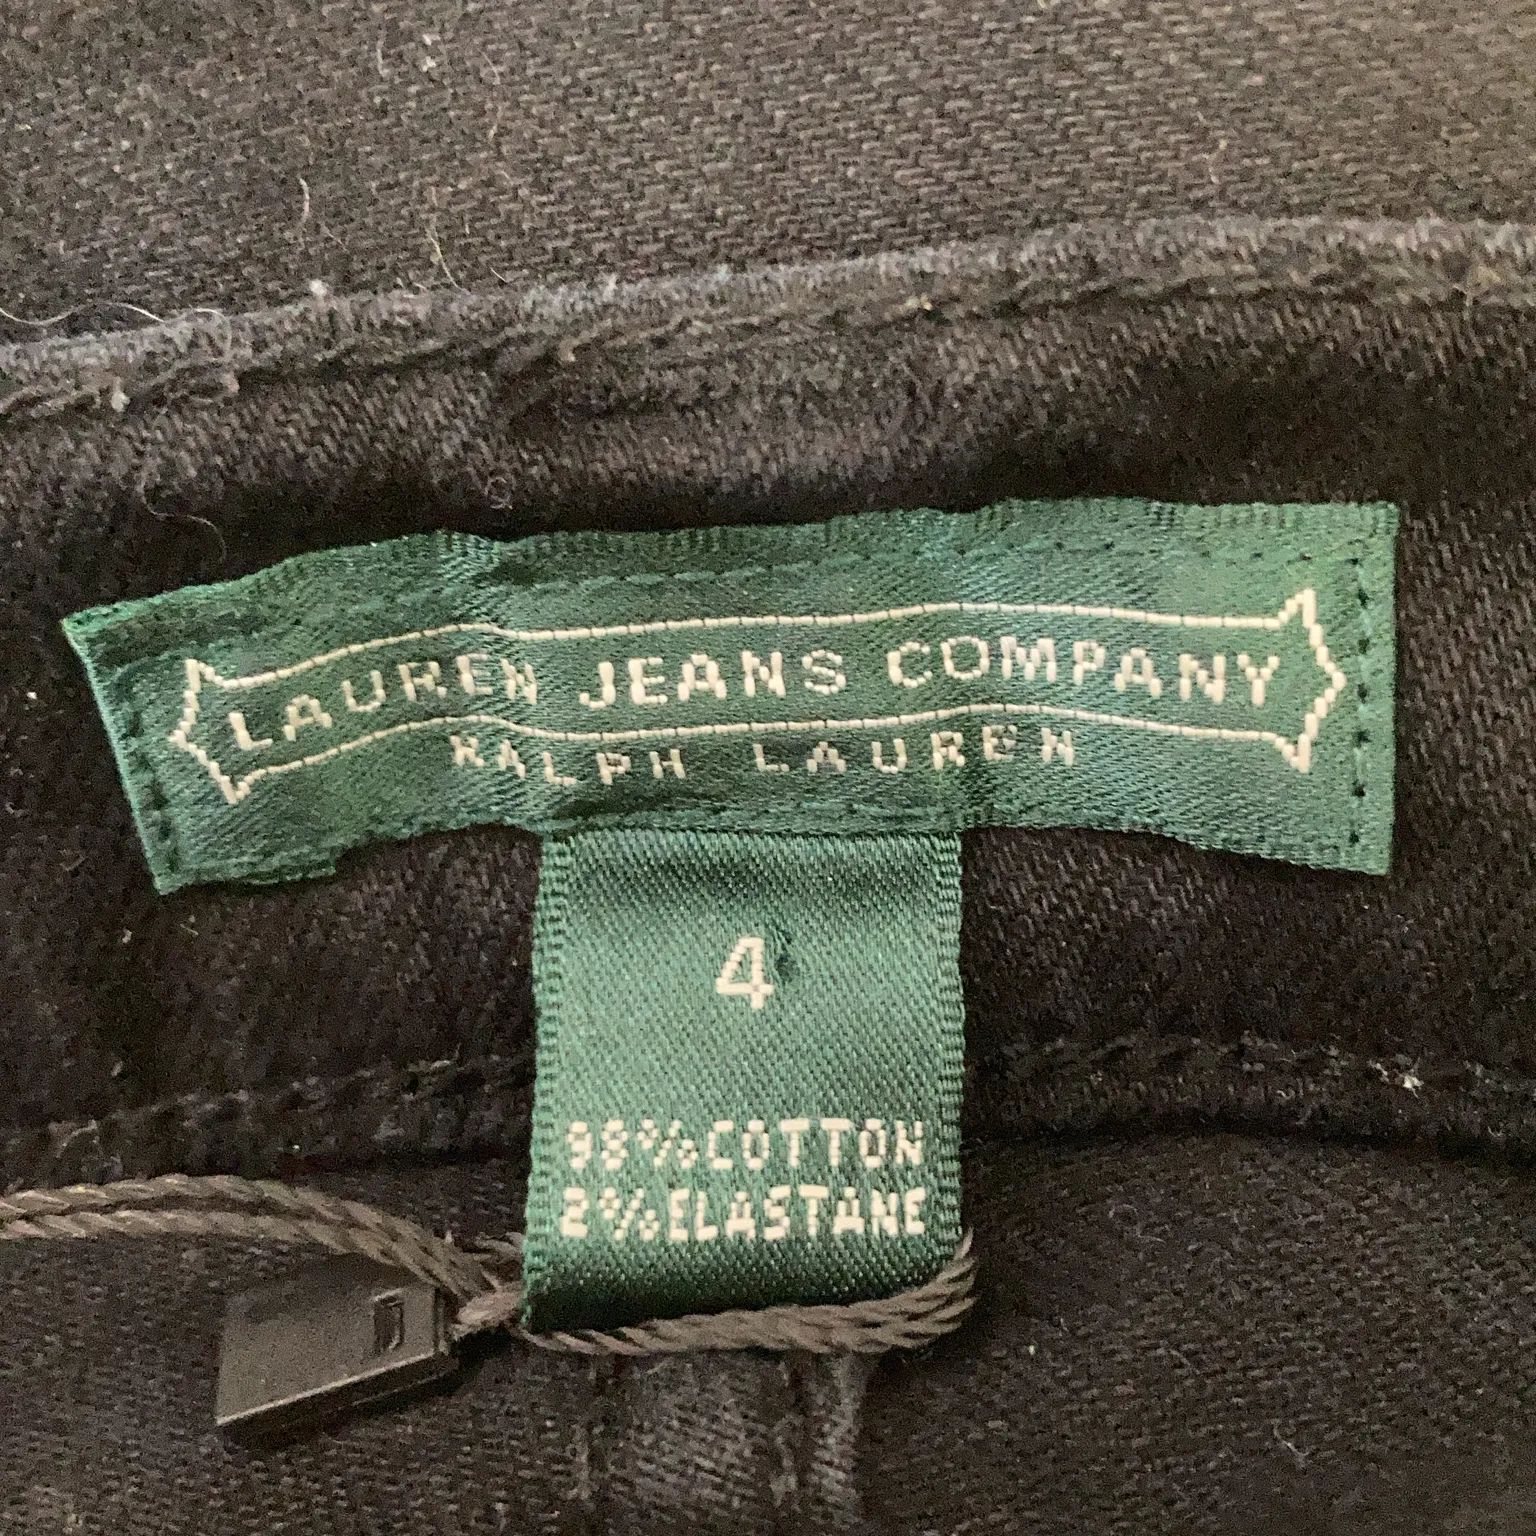 LAUREN JEANS COMPANY
RALPH LAUREN
4
98% COTTON
2% ELASTANE